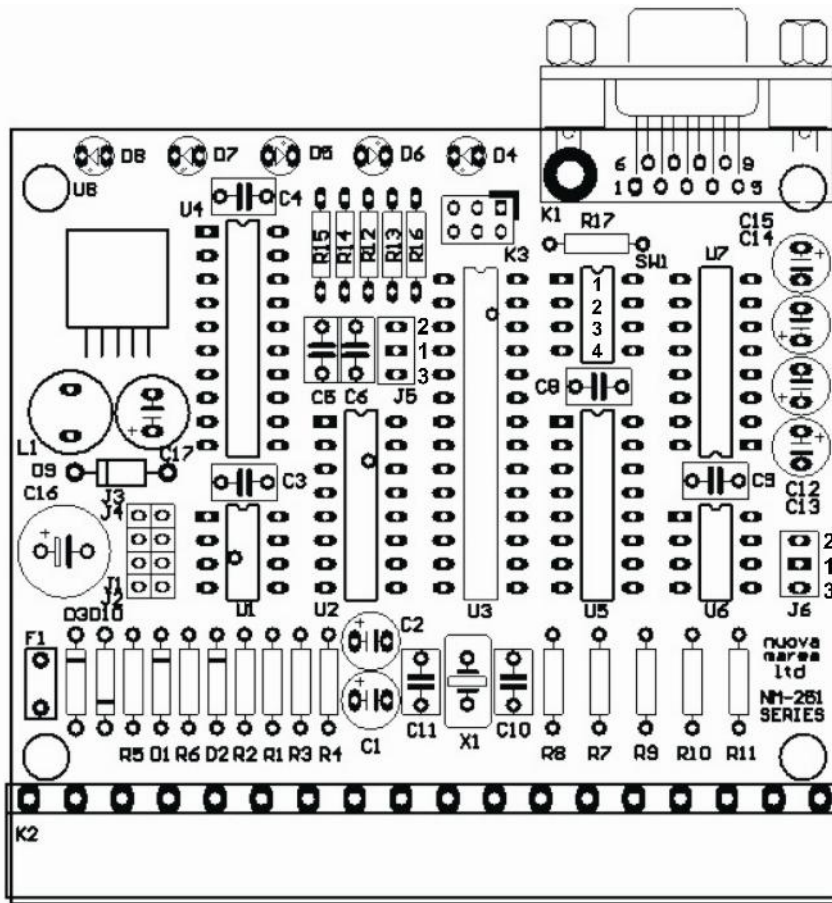 D8 D7 D5 D6 D4
6 9
1 5
K1
U8
U4
C4
R15 R14 R12 R13 R16
K3
R17
SW1
U7
C15
C14
1
2
3
4
2
1
3
C5 C6 J5
C8
L1
C17
D9
C16
C3
C9
C12
C13
J3
J4
J1
J2
2
1
3
U1 U2 U3 U5 U6 J6
D3D10
F1
C2
nuova
marea
ltd
NM-251
SERIES
R5 D1 R6 D2 R2 R1 R3 R4 C1 C11 X1 C10 R8 R7 R9 R10 R11
K2